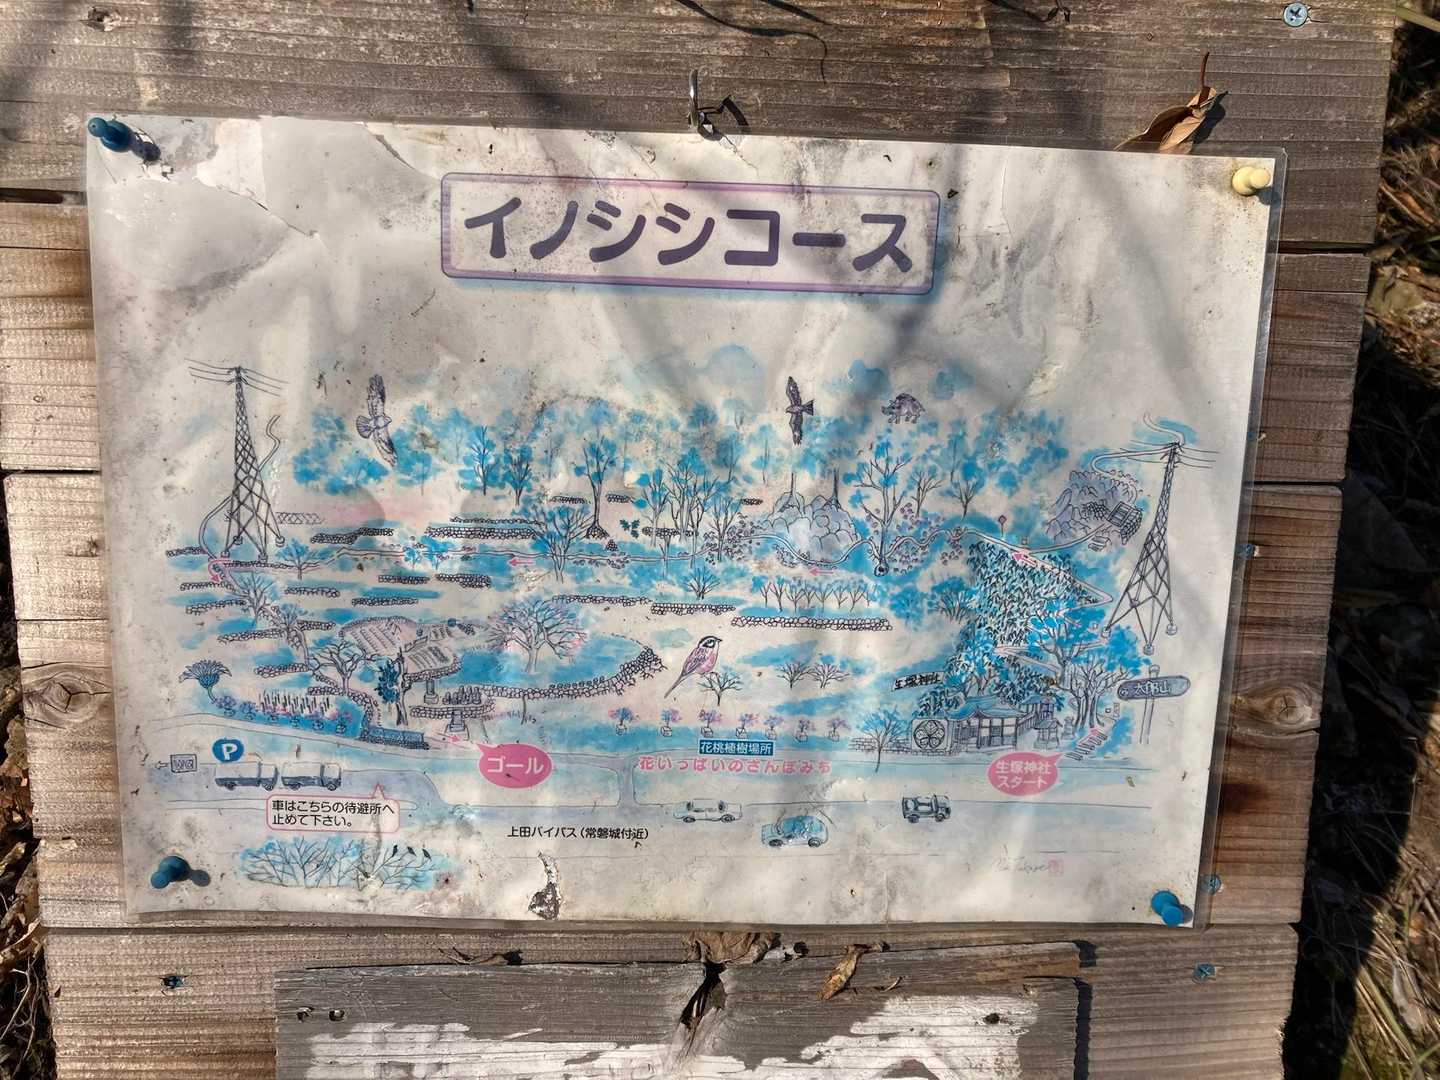 イノシシコース
生塚神社
太郎山
P
花桃植樹場所
花いっぱいのさんぽみち
ゴール
生塚神社
スタート
車はこちらの待避所へ
止めて下さい。
上田バイパス(常磐城付近)